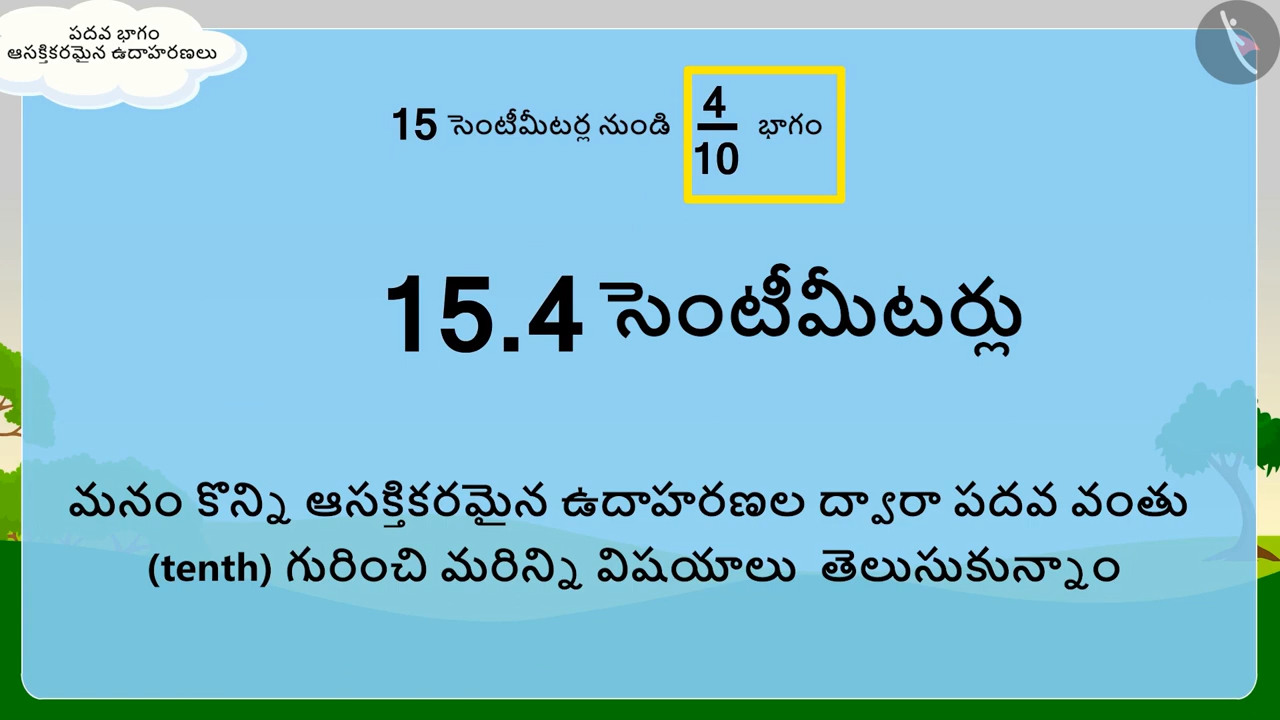 పదవ భాగం
ఆసక్తికరమైన ఉదాహరణలు
15 సెంటీమీటర్ల నుండి 4/10 భాగం
15.4 సెంటీమీటర్లు
మనం కొన్ని ఆసక్తికరమైన ఉదాహరణల ద్వారా పదవ వంతు
(tenth) గురించి మరిన్ని విషయాలు తెలుసుకున్నాం